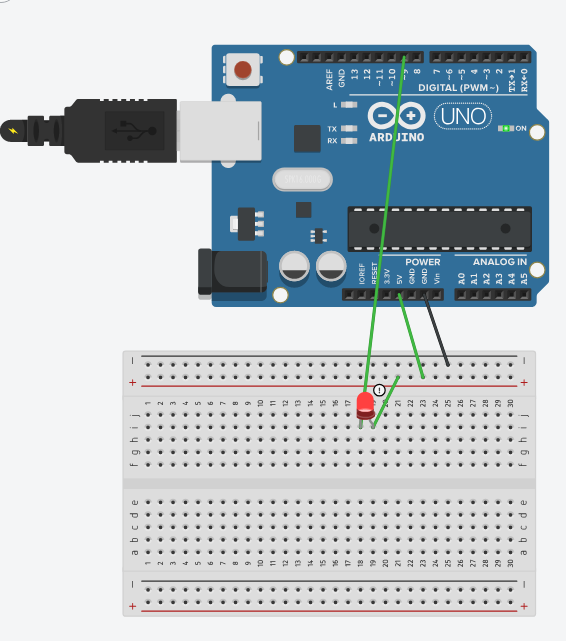 AREF GND 13 12 ~11 ~10 ~9 8 7 ~6 ~5 4 ~3 2 TX→1 RX←0
DIGITAL (PWM~)
L
TX
RX
ARDUINO
UNO
ON
IOREF RESET 3.3V 5V GND GND Vin A0 A1 A2 A3 A4 A5
POWER
ANALOG IN
− −
+ +
!
1 2 3 4 5 6 7 8 9 10 11 12 13 14 15 16 17 18 19 20 21 22 23 24 25 26 27 28 29 30
j j
i i
h h
g g
f f
e e
d d
c c
b b
a a
1 2 3 4 5 6 7 8 9 10 11 12 13 14 15 16 17 18 19 20 21 22 23 24 25 26 27 28 29 30
− −
+ +